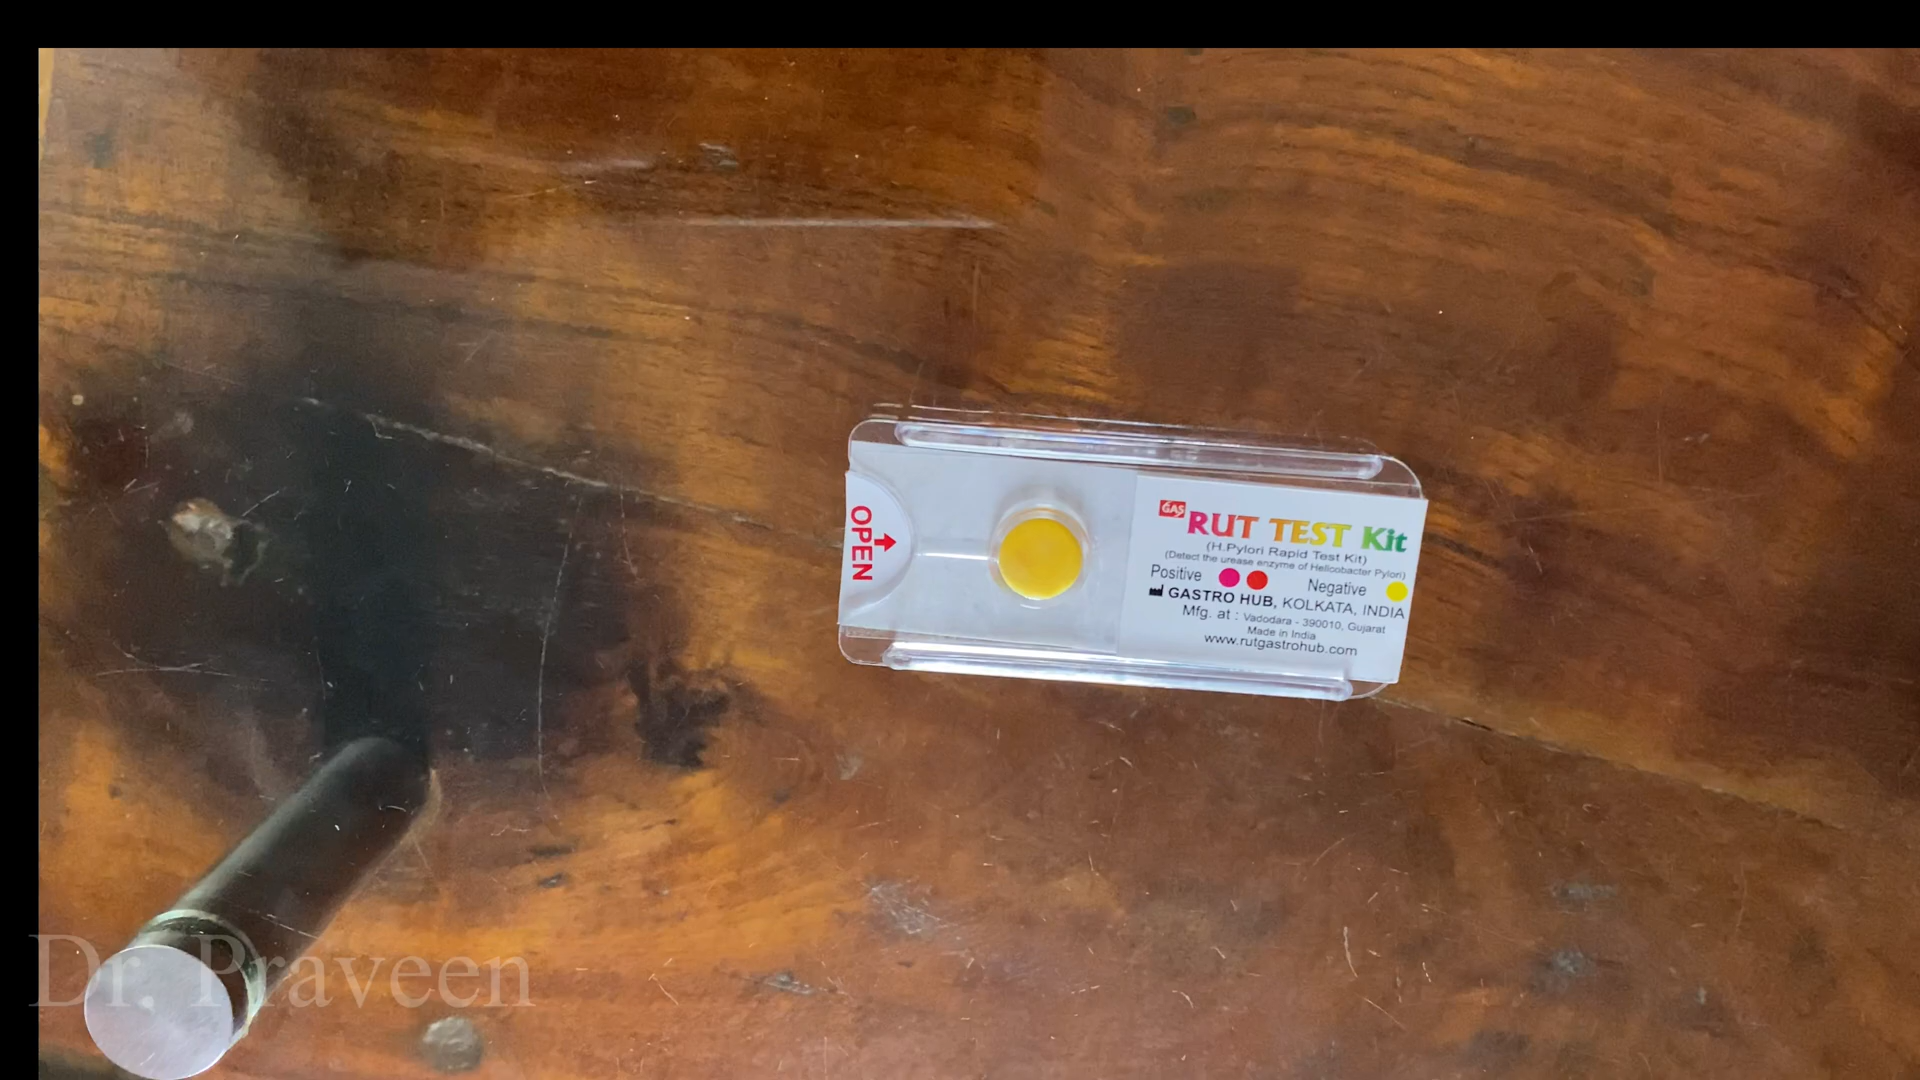 OPEN
GAS
RUT TEST Kit
(H.Pylori Rapid Test Kit)
(Detect the urease enzyme of Helicobacter Pylori)
Positive Negative
GASTRO HUB, KOLKATA, INDIA
Mfg. at : Vadodara - 390010, Gujarat
Made in India
www.rutgastrohub.com
Dr. Praveen